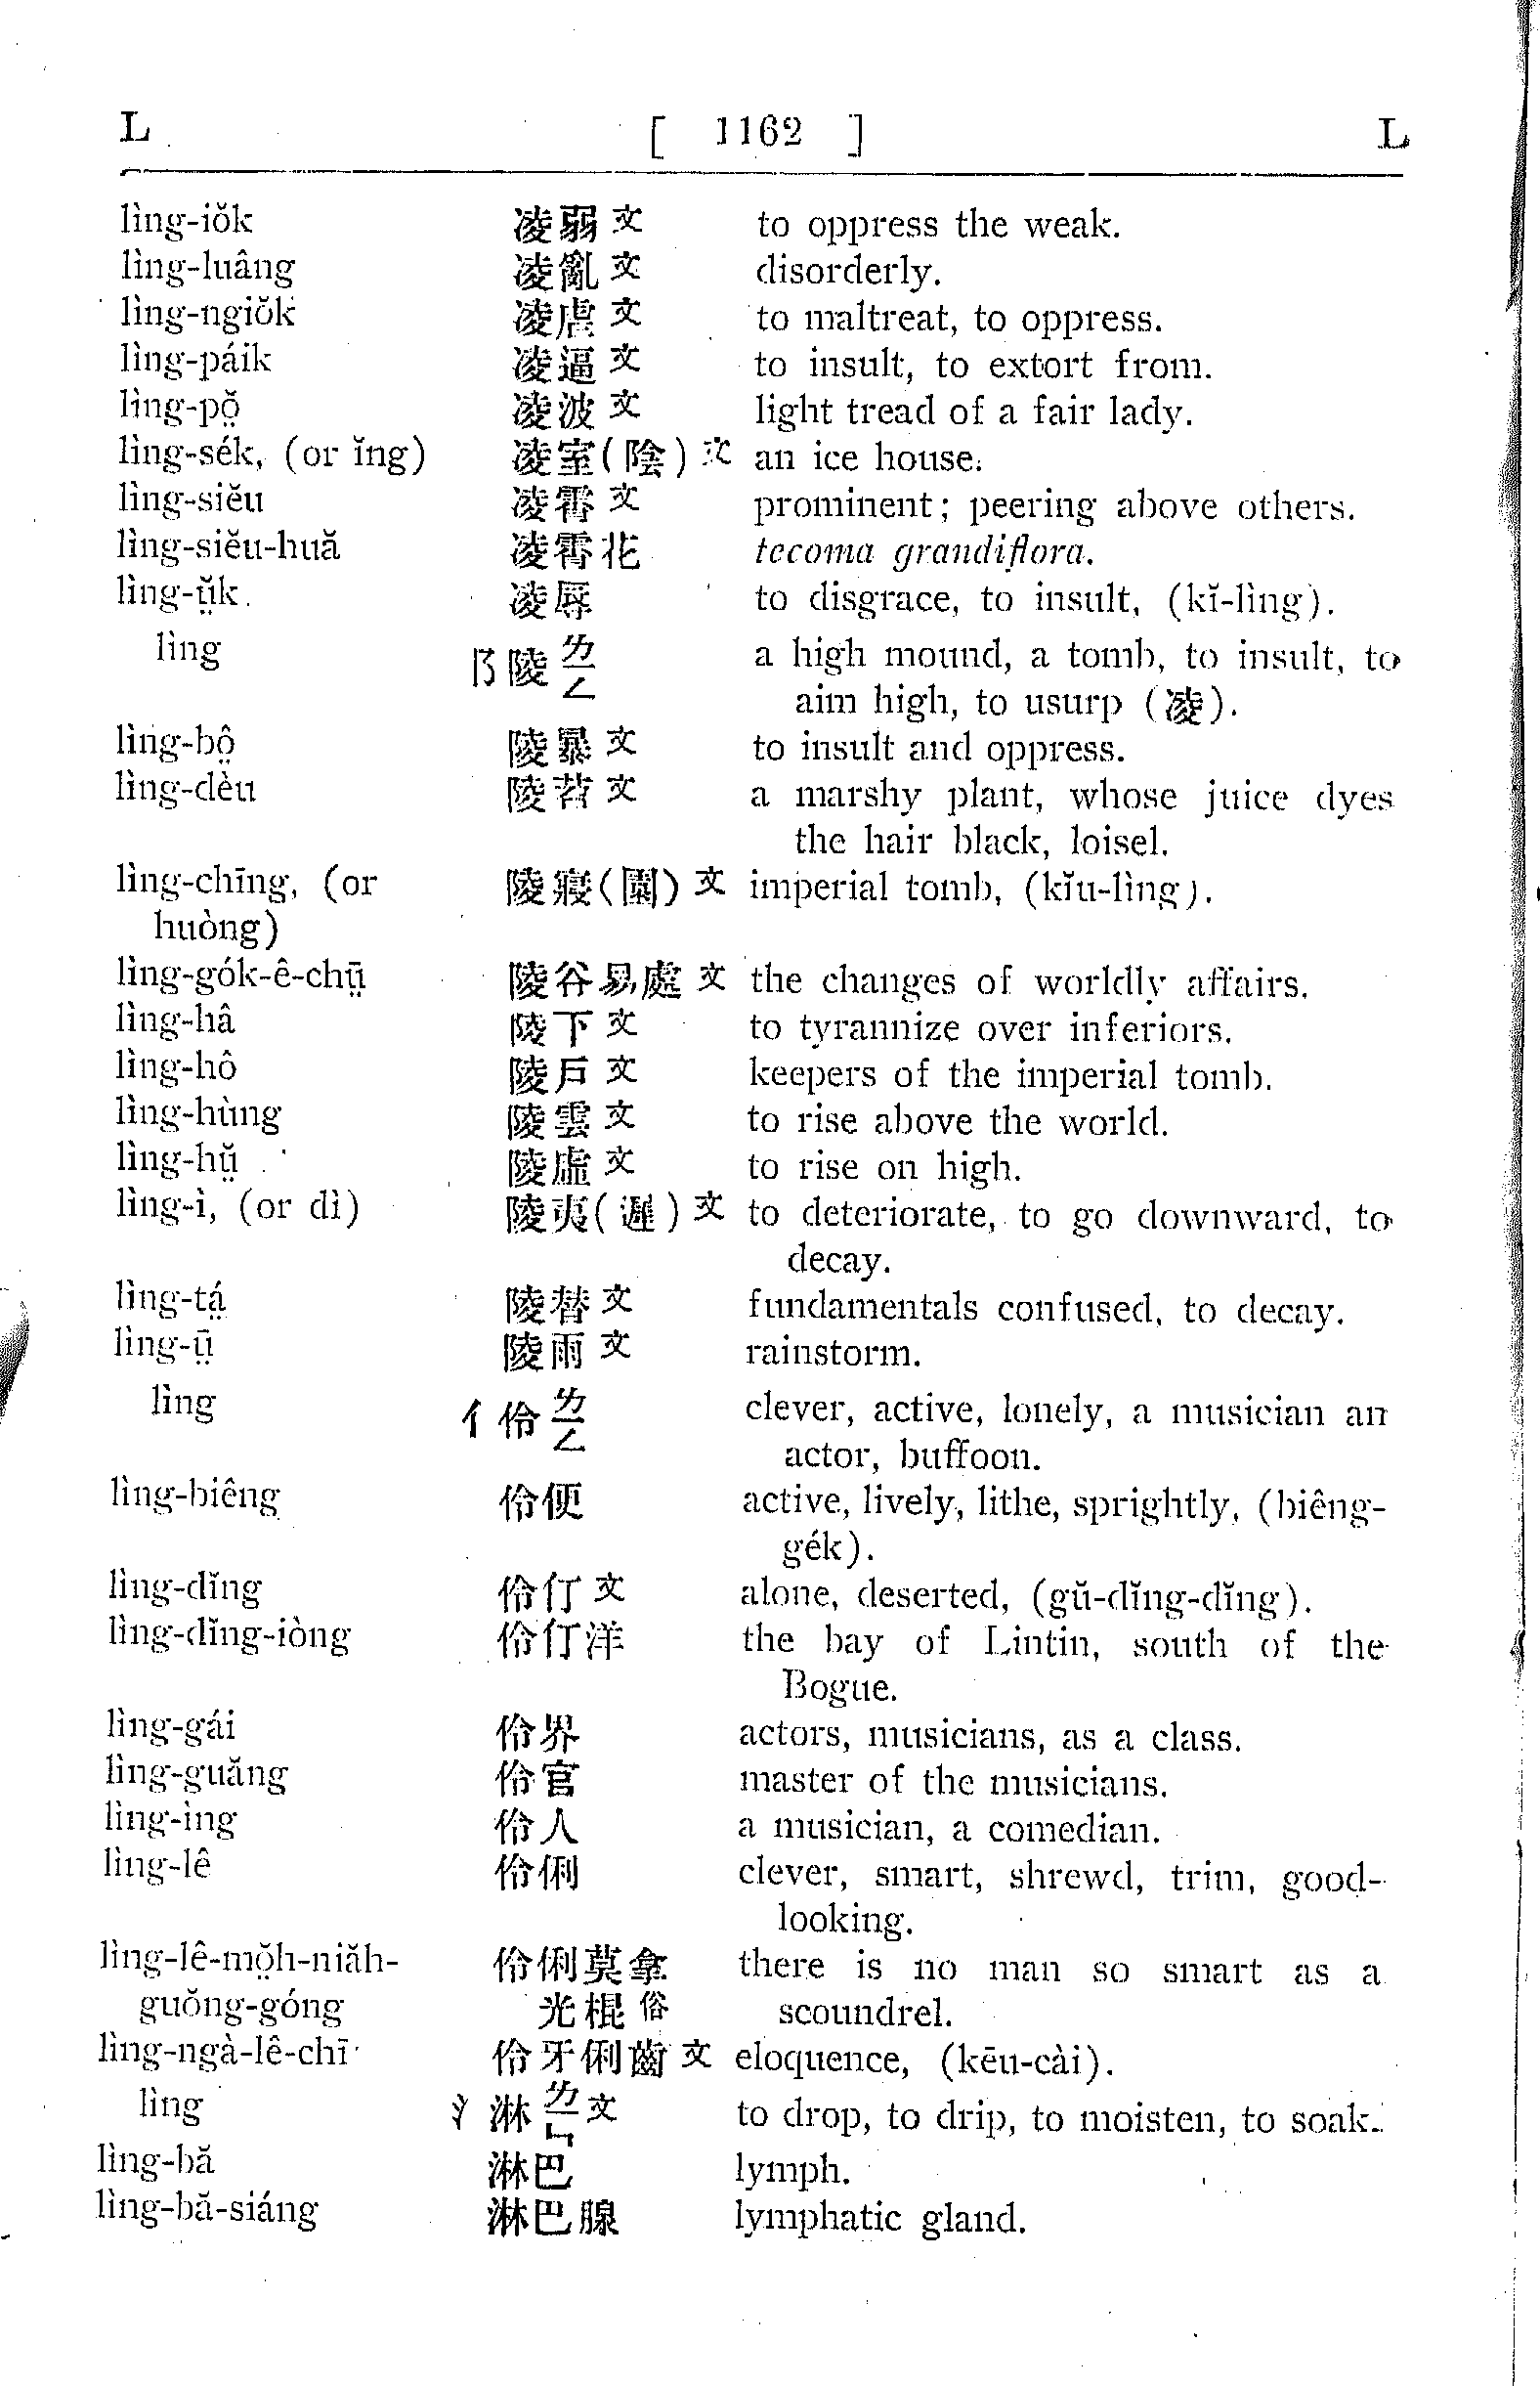 L [ 1162 ] L
lìng-iŏk 凌弱文 to oppress the weak.
lìng-luâng 凌亂文 disorderly.
lìng-ngiŏk 凌虐文 to maltreat, to oppress.
lìng-páik 凌逼文 to insult, to extort from.
lìng-pŏ̤ 凌波文 light tread of a fair lady.
lìng-sék, (or ĭng) 凌室(陰)文 an ice house.
lìng-siĕu 凌霄文 prominent; peering above others.
lìng-siĕu-huă 凌霄花 tecoma grandiflora.
lìng-ṳ̆k 凌辱 to disgrace, to insult, (kĭ-lìng).
lìng 阝陵ㄌㄧㄥ a high mound, a tomb, to insult, to
aim high, to usurp (凌).
lìng-bô̤ 陵暴文 to insult and oppress.
lìng-dèu 陵苕文 a marshy plant, whose juice dyes
the hair black, loisel.
lìng-chīng, (or 陵寢(園)文 imperial tomb, (kĭu-lìng).
huòng)
lìng-gók-ê-chṳ̄ 陵谷易處文 the changes of worldly affairs.
lìng-hâ 陵下文 to tyrannize over inferiors.
lìng-hô 陵戶文 keepers of the imperial tomb.
lìng-hùng 陵雲文 to rise above the world.
lìng-hṳ̆ 陵虛文 to rise on high.
lìng-ì, (or dì) 陵夷(遲)文 to deteriorate, to go downward, to
decay.
lìng-tá̤ 陵替文 fundamentals confused, to decay.
lìng-ṳ̄ 陵雨文 rainstorm.
lìng 亻伶ㄌㄧㄥ clever, active, lonely, a musician an
actor, buffoon.
lìng-biêng 伶便 active, lively, lithe, sprightly, (biêng-
gék).
lìng-dĭng 伶仃文 alone, deserted, (gŭ-dĭng-dĭng).
lìng-dĭng-iòng 伶仃洋 the bay of Lintin, south of the
Bogue.
lìng-gái 伶界 actors, musicians, as a class.
lìng-guăng 伶官 master of the musicians.
lìng-ìng 伶人 a musician, a comedian.
lìng-lê 伶俐 clever, smart, shrewd, trim, good-
looking.
lìng-lê-mŏ̤h-niăh- 伶俐莫拿 there is no man so smart as a
guŏng-góng 光棍俗 scoundrel.
lìng-ngà-lê-chī 伶牙俐齒文 eloquence, (kēu-cài).
lìng 氵淋ㄌㄧㄣ文 to drop, to drip, to moisten, to soak.
lìng-bă 淋巴 lymph.
lìng-bă-siáng 淋巴腺 lymphatic gland.